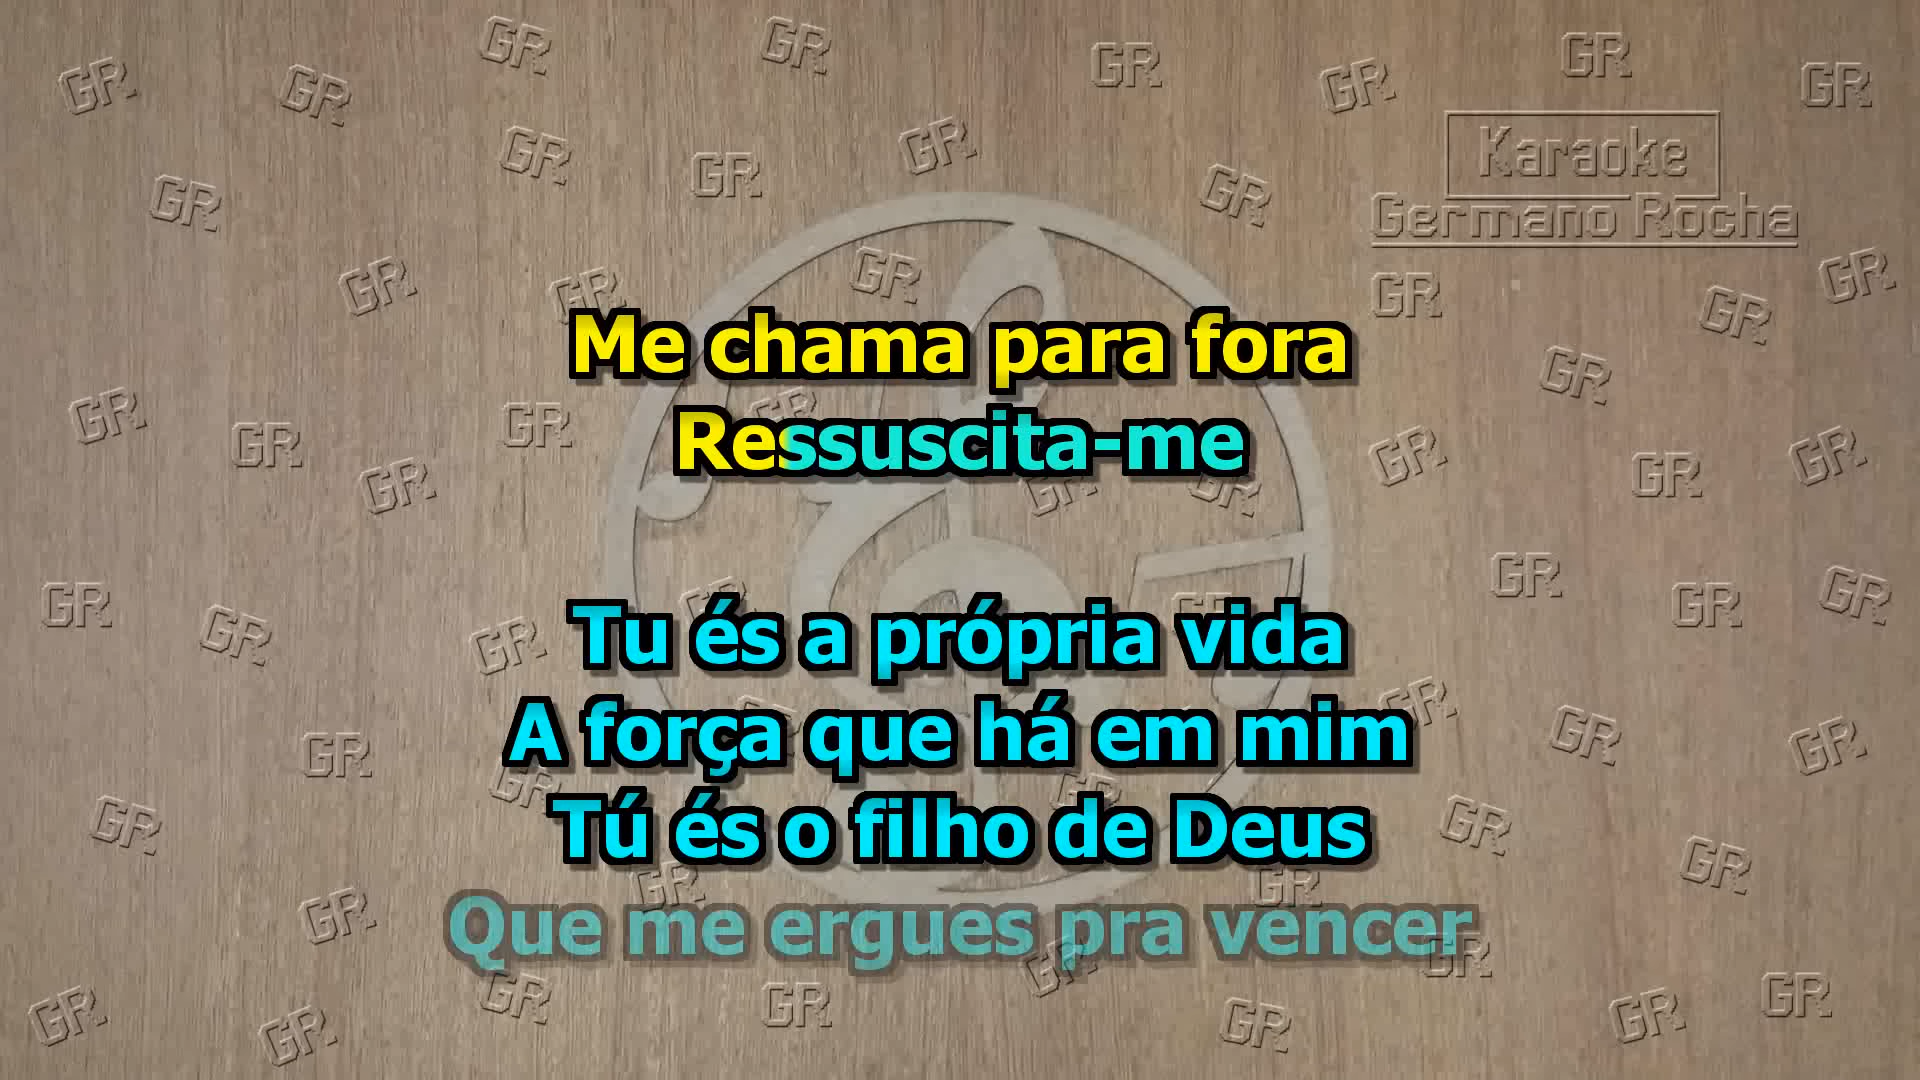 Karaoke
Germano Rocha
Me chama para fora
Ressuscita-me
Tu és a própria vida
A força que há em mim
Tú és o filho de Deus
Que me ergues pra vencer
GR